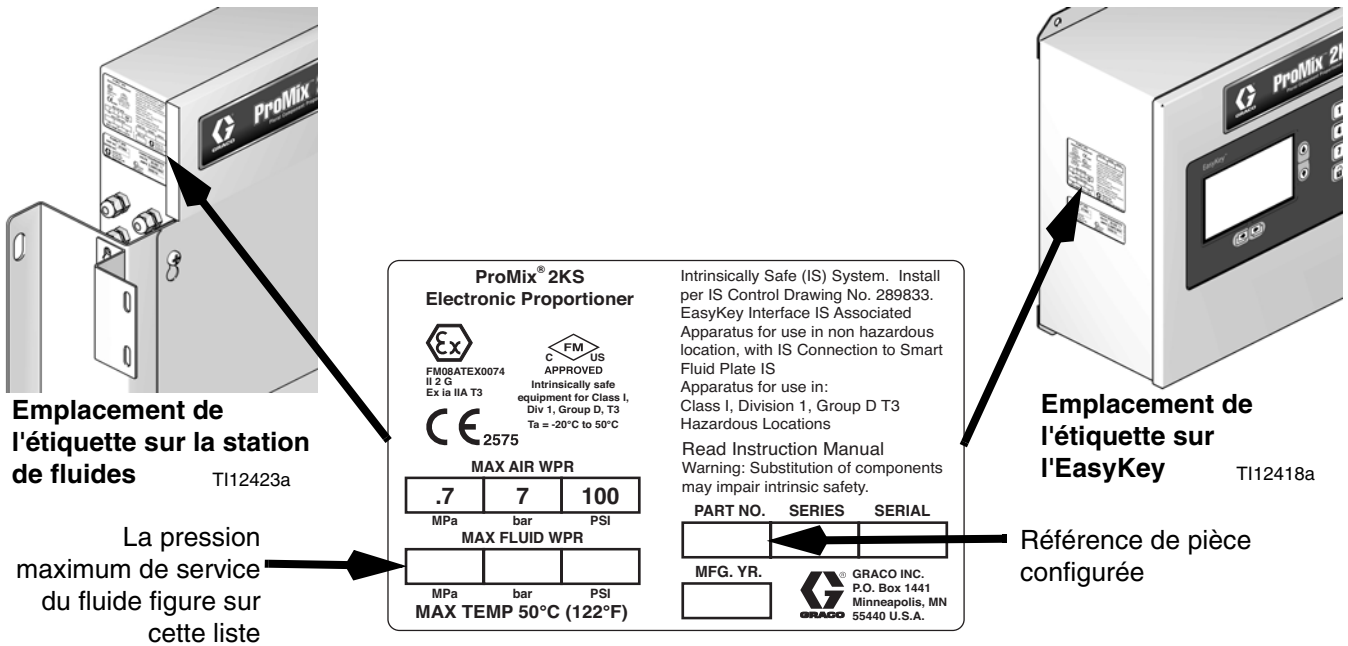 ProMix 2K
GRACO
Emplacement de
l'étiquette sur la station
de fluides
TI12423a
ProMix 2K
GRACO
EasyKey
Emplacement de
l'étiquette sur
l'EasyKey
TI12418a
ProMix® 2KS
Electronic Proportioner
Ex
FM08ATEX0074
II 2 G
Ex ia IIA T3
C FM US
APPROVED
Intrinsically safe
equipment for Class I,
Div 1, Group D, T3
Ta = -20°C to 50°C
CE 2575
MAX AIR WPR
.7 7 100
MPa bar PSI
MAX FLUID WPR
MPa bar PSI
MAX TEMP 50°C (122°F)
Intrinsically Safe (IS) System. Install
per IS Control Drawing No. 289833.
EasyKey Interface IS Associated
Apparatus for use in non hazardous
location, with IS Connection to Smart
Fluid Plate IS
Apparatus for use in:
Class I, Division 1, Group D T3
Hazardous Locations
Read Instruction Manual
Warning: Substitution of components
may impair intrinsic safety.
PART NO. SERIES SERIAL
MFG. YR.
GRACO ®
GRACO INC.
P.O. Box 1441
Minneapolis, MN
55440 U.S.A.
La pression
maximum de service
du fluide figure sur
cette liste
Référence de pièce
configurée